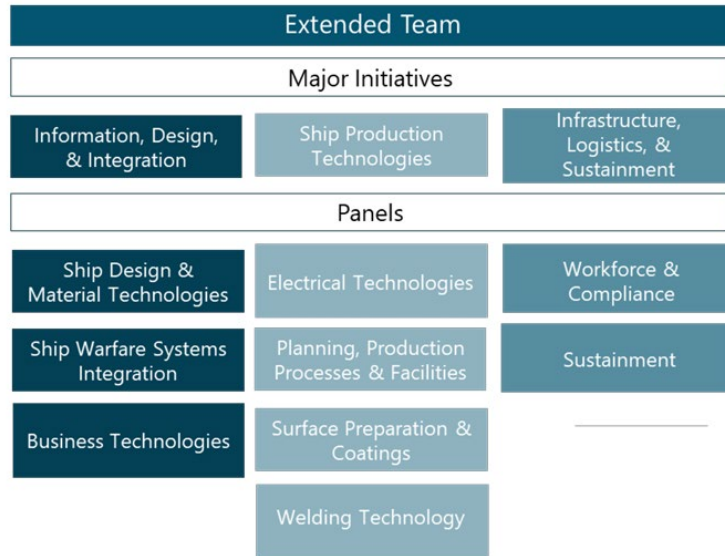 Extended Team
Major Initiatives
Information, Design,
& Integration
Ship Production
Technologies
Infrastructure,
Logistics, &
Sustainment
Panels
Ship Design &
Material Technologies
Electrical Technologies
Workforce &
Compliance
Ship Warfare Systems
Integration
Planning, Production
Processes & Facilities
Sustainment
Business Technologies
Surface Preparation &
Coatings
Welding Technology